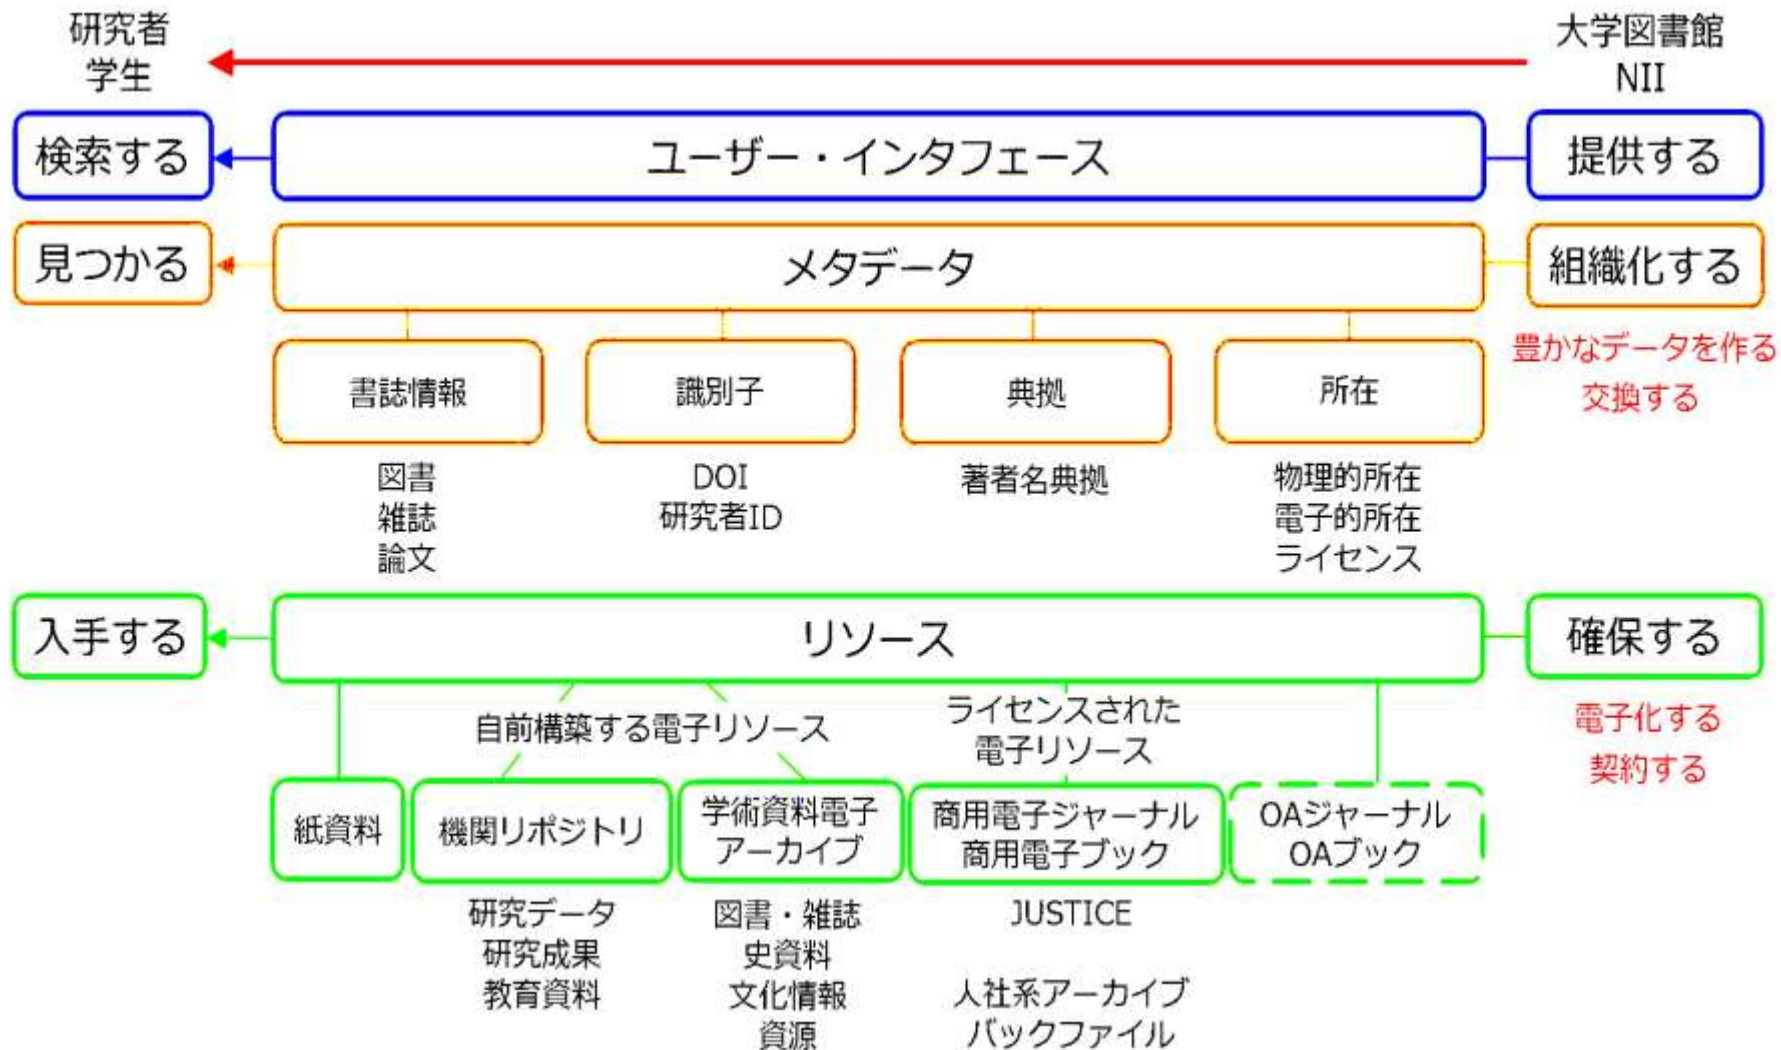 研究者
学生
大学図書館
NII
検索する
ユーザー・インタフェース
提供する
見つかる
メタデータ
組織化する
豊かなデータを作る
交換する
書誌情報
識別子
典拠
所在
図書
雑誌
論文
DOI
研究者ID
著者名典拠
物理的所在
電子的所在
ライセンス
入手する
リソース
確保する
電子化する
契約する
自前構築する電子リソース
ライセンスされた
電子リソース
紙資料
機関リポジトリ
学術資料電子
アーカイブ
商用電子ジャーナル
商用電子ブック
OAジャーナル
OAブック
研究データ
研究成果
教育資料
図書・雑誌
史資料
文化情報
資源
JUSTICE
人社系アーカイブ
バックファイル